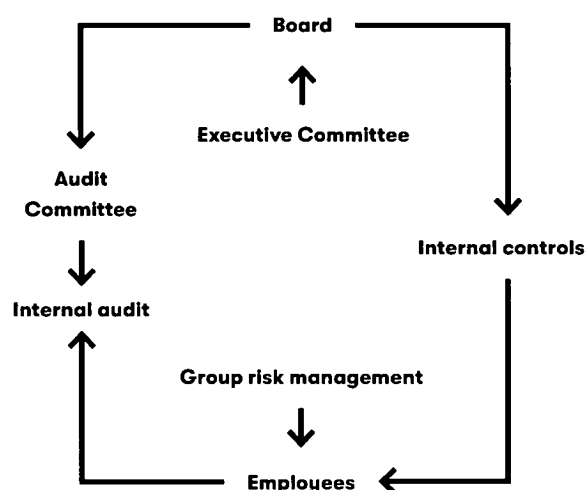 Board
Executive Committee
Audit
Committee
Internal controls
Internal audit
Group risk management
Employees